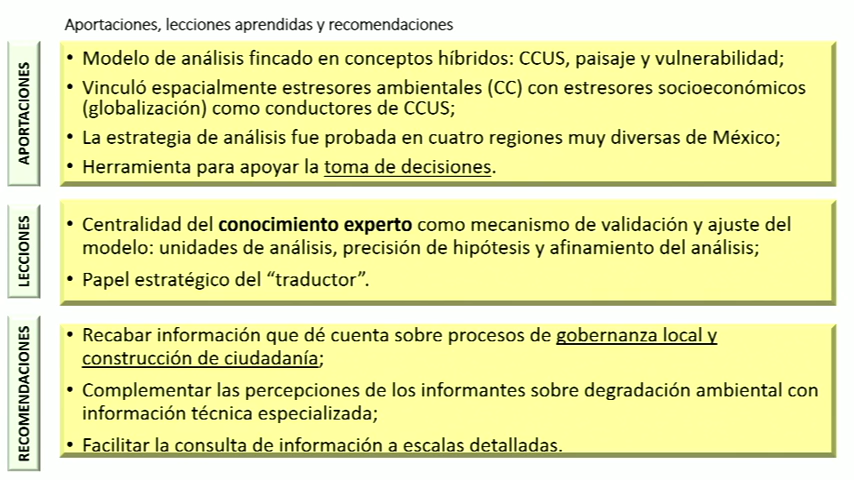 Aportaciones, lecciones aprendidas y recomendaciones
APORTACIONES
• Modelo de análisis fincado en conceptos híbridos: CCUS, paisaje y vulnerabilidad;
• Vinculó espacialmente estresores ambientales (CC) con estresores socioeconómicos
(globalización) como conductores de CCUS;
• La estrategia de análisis fue probada en cuatro regiones muy diversas de México;
• Herramienta para apoyar la toma de decisiones.
LECCIONES
• Centralidad del conocimiento experto como mecanismo de validación y ajuste del
modelo: unidades de análisis, precisión de hipótesis y afinamiento del análisis;
• Papel estratégico del “traductor”.
RECOMENDACIONES
• Recabar información que dé cuenta sobre procesos de gobernanza local y
construcción de ciudadanía;
• Complementar las percepciones de los informantes sobre degradación ambiental con
información técnica especializada;
• Facilitar la consulta de información a escalas detalladas.